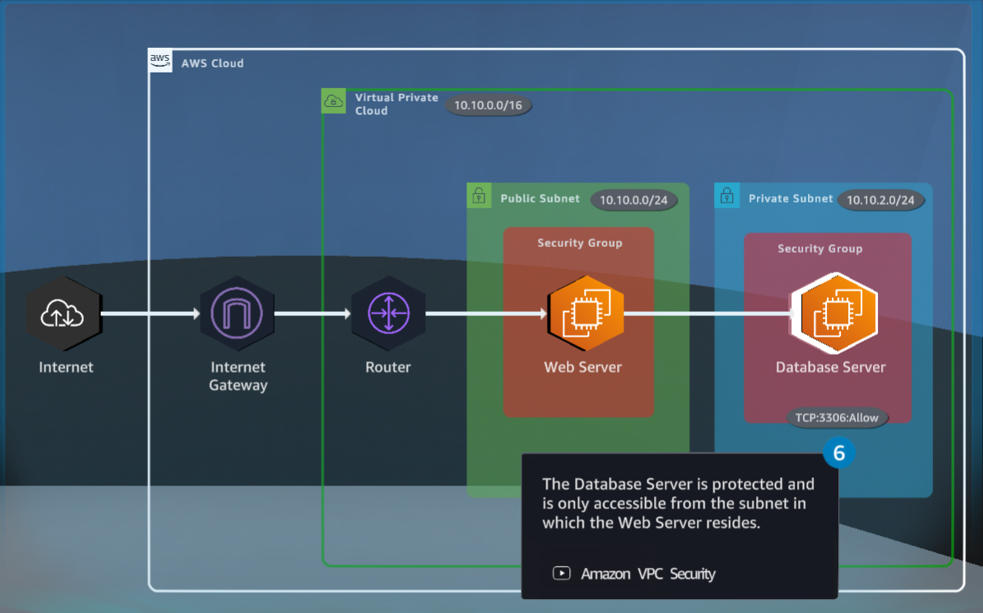 aws
AWS Cloud
Virtual Private
Cloud
10.10.0.0/16
Public Subnet
10.10.0.0/24
Private Subnet
10.10.2.0/24
Security Group
Security Group
Internet
Internet
Gateway
Router
Web Server
Database Server
TCP:3306:Allow
6
The Database Server is protected and
is only accessible from the subnet in
which the Web Server resides.
Amazon VPC Security